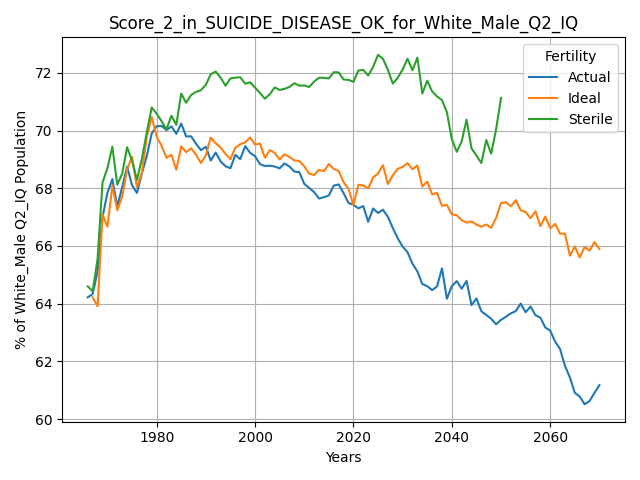 Score_2_in_SUICIDE_DISEASE_OK_for_White_Male_Q2_IQ
% of White_Male Q2_IQ Population
72
70
68
66
64
62
60
Fertility
Actual
Ideal
Sterile
1980
2000
2020
2040
2060
Years